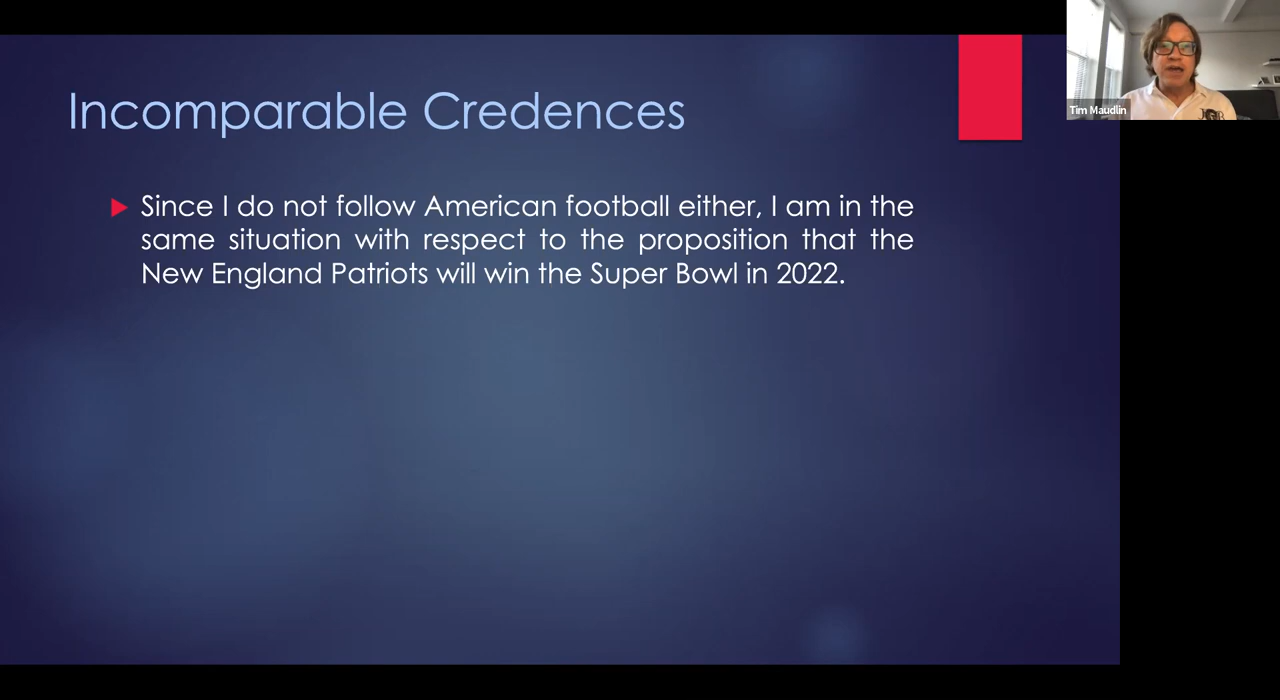 Incomparable Credences
Since I do not follow American football either, I am in the
same situation with respect to the proposition that the
New England Patriots will win the Super Bowl in 2022.
Tim Maudlin